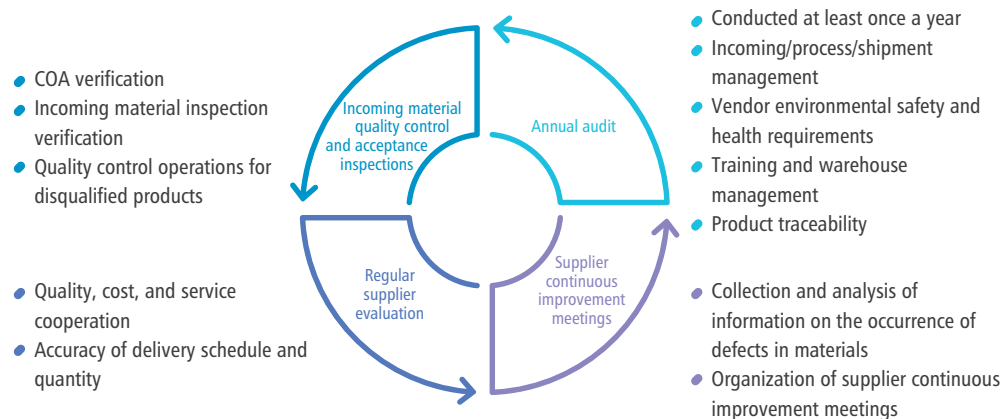 COA verification
Incoming material inspection
verification
Quality control operations for
disqualified products
Incoming material
quality control
and acceptance
inspections
Annual audit
Conducted at least once a year
Incoming/process/shipment
management
Vendor environmental safety and
health requirements
Training and warehouse
management
Product traceability
Quality, cost, and service
cooperation
Accuracy of delivery schedule and
quantity
Regular
supplier
evaluation
Supplier
continuous
improvement
meetings
Collection and analysis of
information on the occurrence of
defects in materials
Organization of supplier continuous
improvement meetings